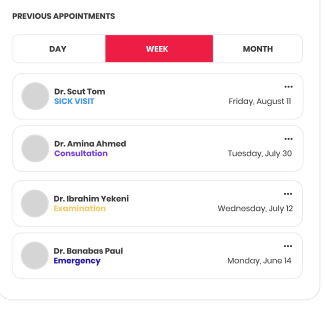 PREVIOUS APPOINTMENTS
DAY WEEK MONTH
Dr. Scut Tom
SICK VISIT Friday, August 11
Dr. Amina Ahmed
Consultation Tuesday, July 30
Dr. Ibrahim Yekeni
Examination Wednesday, July 12
Dr. Banabas Paul
Emergency Monday, June 14